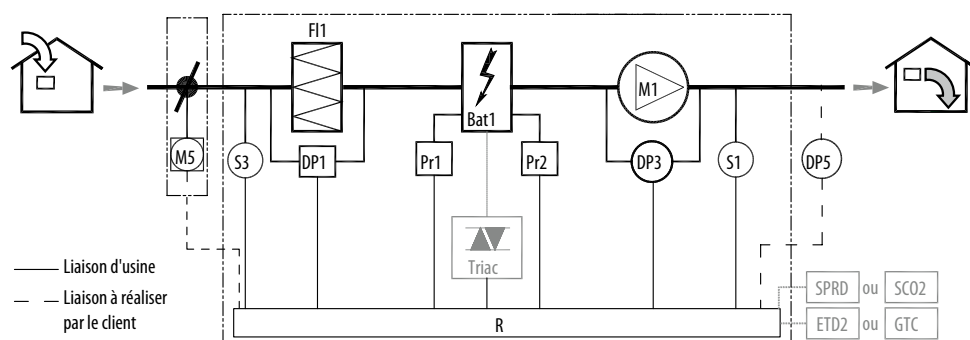 Fl1
M1
Bat1
M5
S3
DP1
Pr1
Pr2
DP3
S1
DP5
Triac
Liaison d'usine
Liaison à réaliser
par le client
SPRD ou SCO2
R
ETD2 ou GTC